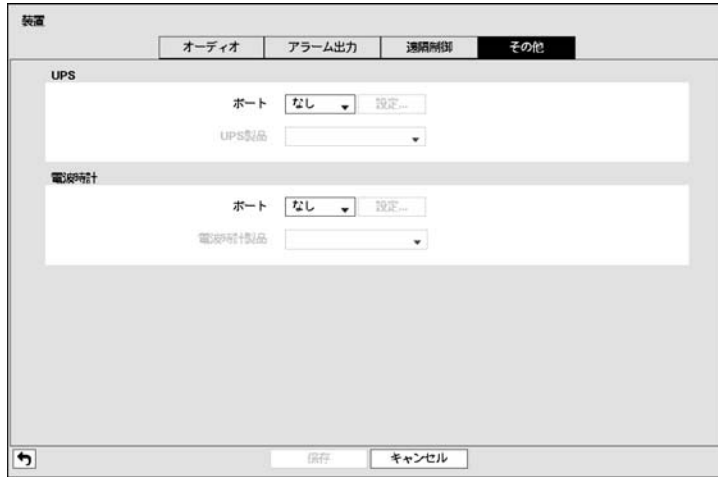 装置
オーディオ アラーム出力 遠隔制御 その他
UPS
ポート なし 設定...
UPS製品
電波時計
ポート なし 設定...
電波時計製品
保存 キャンセル